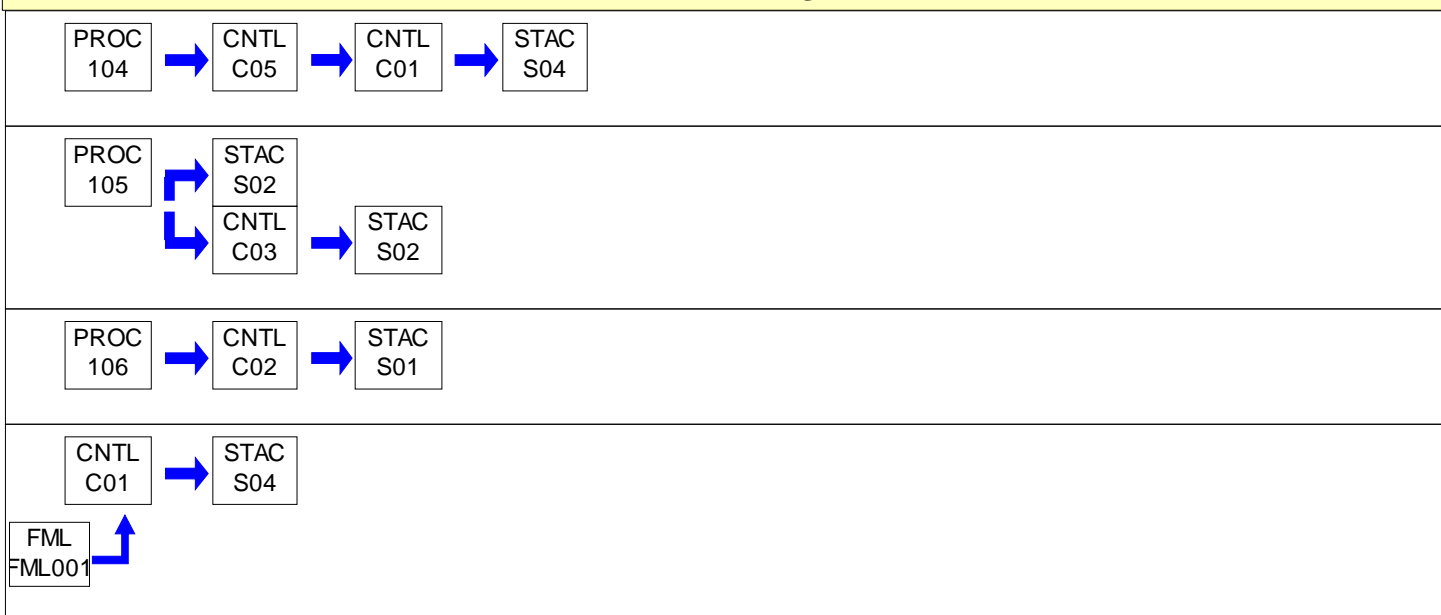 PROC CNTL CNTL STAC
104 C05 C01 S04
PROC STAC
105 S02
CNTL STAC
C03 S02
PROC CNTL STAC
106 C02 S01
CNTL STAC
C01 S04
FML
FML001